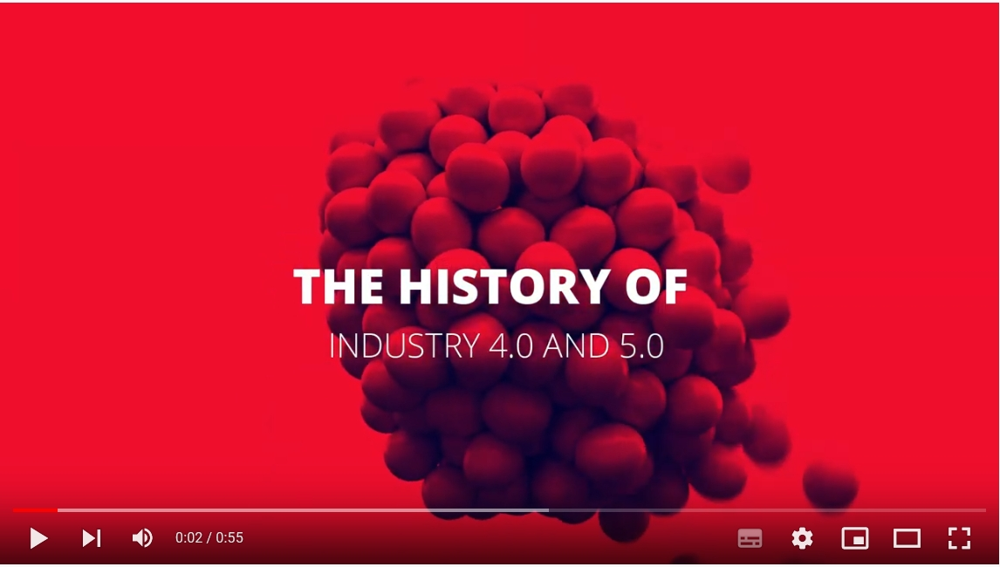 THE HISTORY OF
INDUSTRY 4.0 AND 5.0
0:02 / 0:55